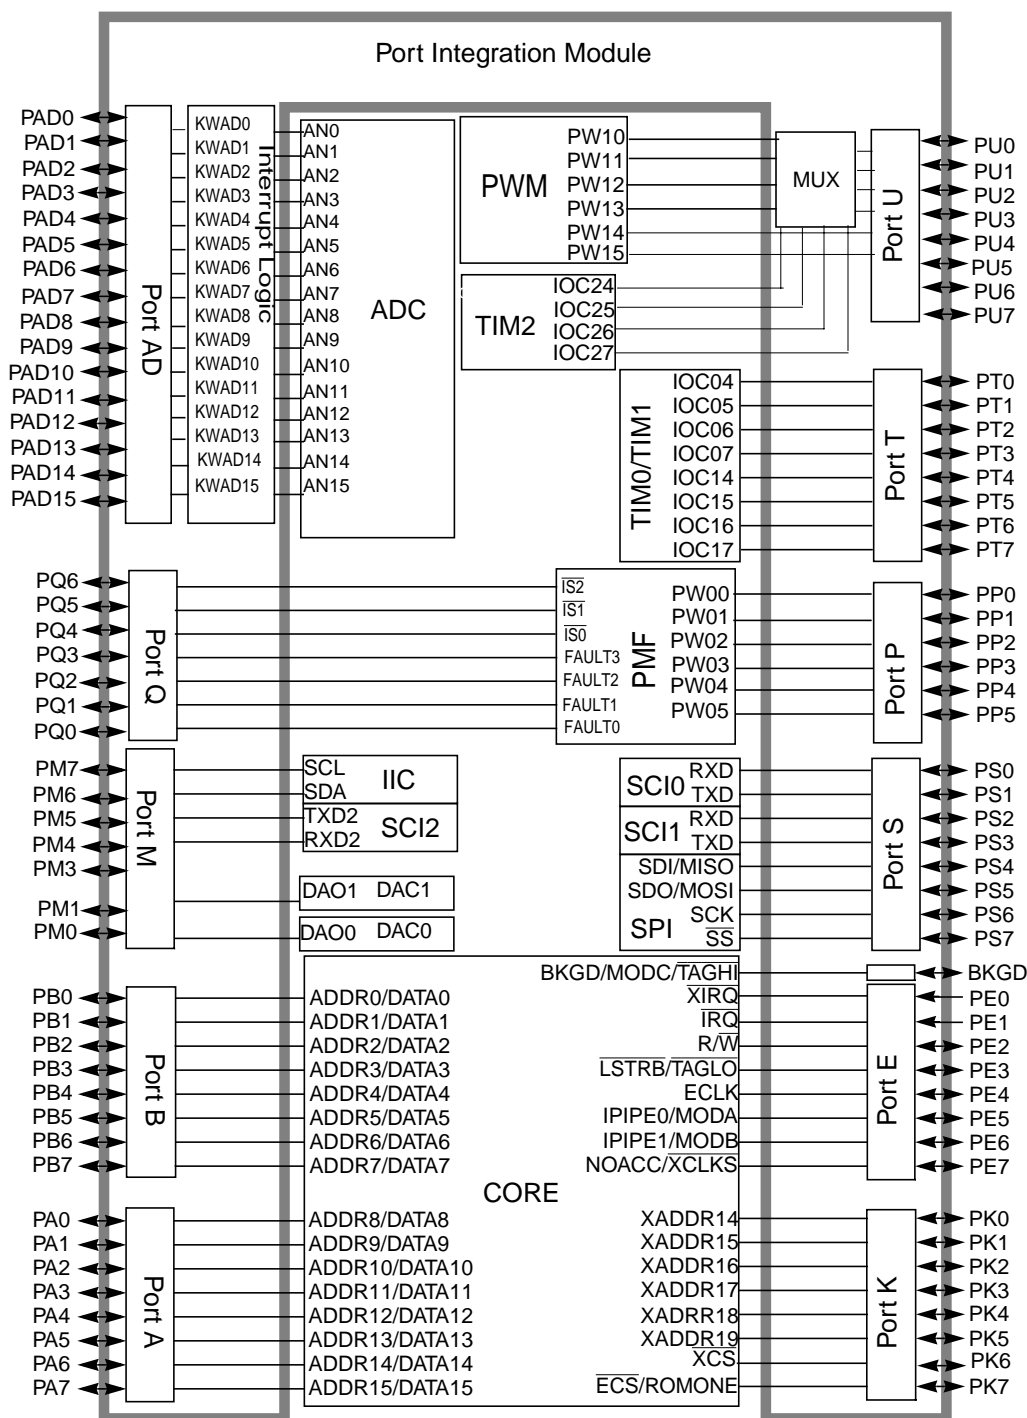 Port Integration Module
PAD0
PAD1
PAD2
PAD3
PAD4
PAD5
PAD6
PAD7
PAD8
PAD9
PAD10
PAD11
PAD12
PAD13
PAD14
PAD15
Port AD
KWAD0
KWAD1
KWAD2
KWAD3
KWAD4
KWAD5
KWAD6
KWAD7
KWAD8
KWAD9
KWAD10
KWAD11
KWAD12
KWAD13
KWAD14
KWAD15
Interrupt Logic
AN0
AN1
AN2
AN3
AN4
AN5
AN6
AN7
AN8
AN9
AN10
AN11
AN12
AN13
AN14
AN15
ADC
PWM
PW10
PW11
PW12
PW13
PW14
PW15
MUX
Port U
PU0
PU1
PU2
PU3
PU4
PU5
PU6
PU7
TIM2
IOC24
IOC25
IOC26
IOC27
TIM0/TIM1
IOC04
IOC05
IOC06
IOC07
IOC14
IOC15
IOC16
IOC17
Port T
PT0
PT1
PT2
PT3
PT4
PT5
PT6
PT7
PQ6
PQ5
PQ4
PQ3
PQ2
PQ1
PQ0
Port Q
IS2
IS1
IS0
FAULT3
FAULT2
FAULT1
FAULT0
PMF
PW00
PW01
PW02
PW03
PW04
PW05
Port P
PP0
PP1
PP2
PP3
PP4
PP5
PM7
PM6
PM5
PM4
PM3
PM1
PM0
Port M
SCL
SDA
IIC
TXD2
RXD2
SCI2
DAO1 DAC1
DAO0 DAC0
SCI0
RXD
TXD
SCI1
RXD
TXD
SDI/MISO
SDO/MOSI
SPI
SCK
SS
Port S
PS0
PS1
PS2
PS3
PS4
PS5
PS6
PS7
PB0
PB1
PB2
PB3
PB4
PB5
PB6
PB7
Port B
ADDR0/DATA0
ADDR1/DATA1
ADDR2/DATA2
ADDR3/DATA3
ADDR4/DATA4
ADDR5/DATA5
ADDR6/DATA6
ADDR7/DATA7
CORE
BKGD/MODC/TAGHI
XIRQ
IRQ
R/W
LSTRB/TAGLO
ECLK
IPIPE0/MODA
IPIPE1/MODB
NOACC/XCLKS
Port E
BKGD
PE0
PE1
PE2
PE3
PE4
PE5
PE6
PE7
PA0
PA1
PA2
PA3
PA4
PA5
PA6
PA7
Port A
ADDR8/DATA8
ADDR9/DATA9
ADDR10/DATA10
ADDR11/DATA11
ADDR12/DATA12
ADDR13/DATA13
ADDR14/DATA14
ADDR15/DATA15
XADDR14
XADDR15
XADDR16
XADDR17
XADRR18
XADDR19
XCS
ECS/ROMONE
Port K
PK0
PK1
PK2
PK3
PK4
PK5
PK6
PK7